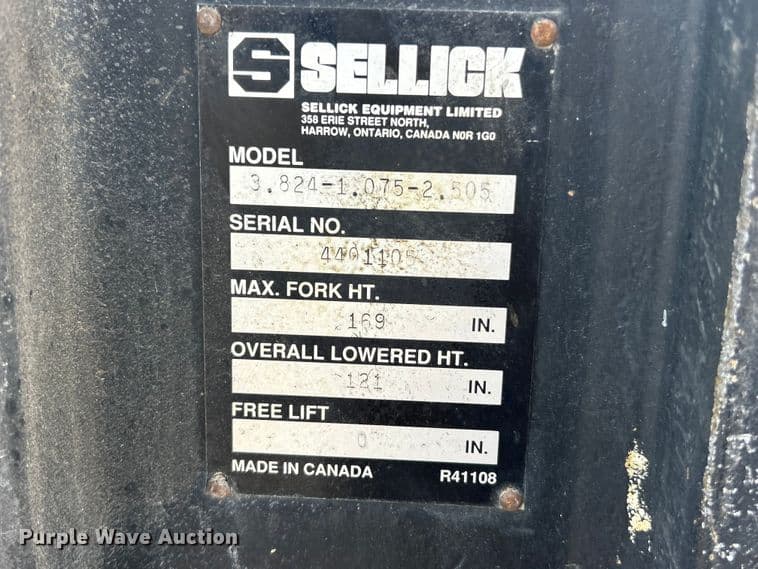 S SELLICK
SELLICK EQUIPMENT LIMITED
358 ERIE STREET NORTH,
HARROW, ONTARIO, CANADA N0R 1G0
MODEL
3.824-1.075-2.505
SERIAL NO.
4401105
MAX. FORK HT.
169 IN.
OVERALL LOWERED HT.
121 IN.
FREE LIFT
0 IN.
MADE IN CANADA R41108
Purple Wave Auction